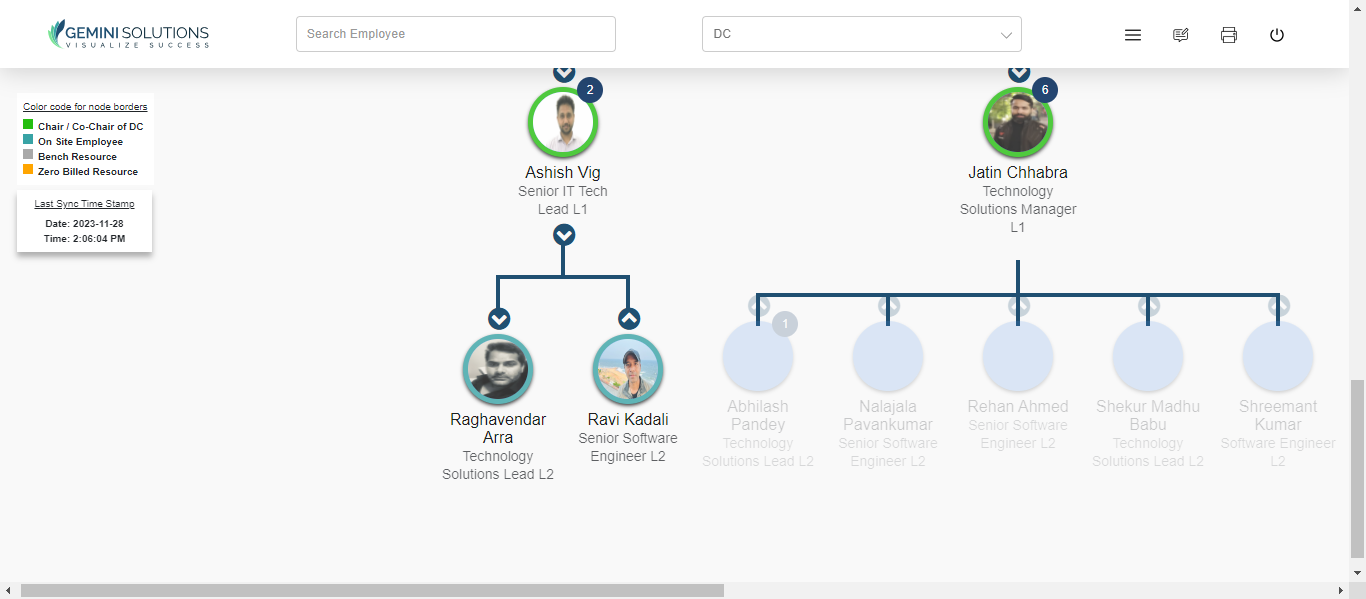 GEMINI SOLUTIONS
VISUALIZE SUCCESS
Search Employee
DC
Color code for node borders
Chair / Co-Chair of DC
On Site Employee
Bench Resource
Zero Billed Resource
Last Sync Time Stamp
Date: 2023-11-28
Time: 2:06:04 PM
2
Ashish Vig
Senior IT Tech
Lead L1
6
Jatin Chhabra
Technology
Solutions Manager
L1
Raghavendar
Arra
Technology
Solutions Lead L2
Ravi Kadali
Senior Software
Engineer L2
1
Abhilash
Pandey
Technology
Solutions Lead L2
Nalajala
Pavankumar
Senior Software
Engineer L2
Rehan Ahmed
Senior Software
Engineer L2
Shekur Madhu
Babu
Technology
Solutions Lead L2
Shreemant
Kumar
Software Engineer
L2